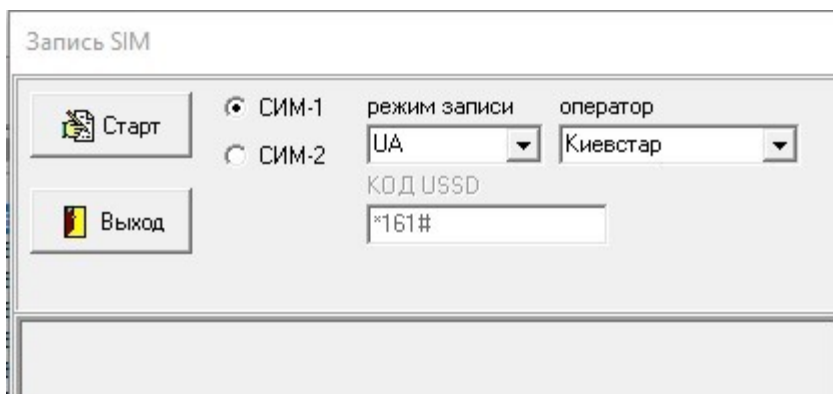 Запись SIM
Старт
СИМ-1
СИМ-2
режим записи
оператор
UA
Киевстар
КОД USSD
*161#
Выход